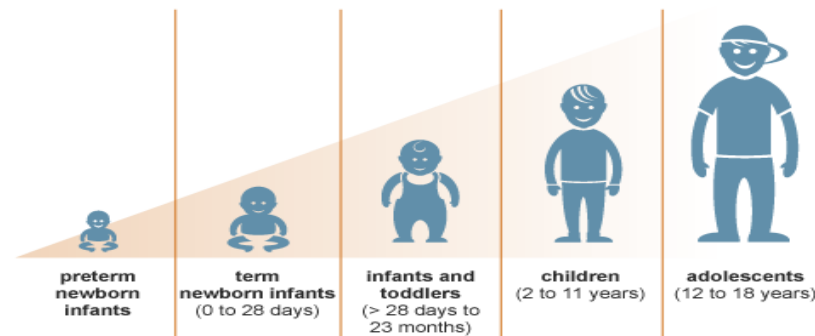 preterm
newborn
infants
term
newborn infants
(0 to 28 days)
infants and
toddlers
(> 28 days to
23 months)
children
(2 to 11 years)
adolescents
(12 to 18 years)